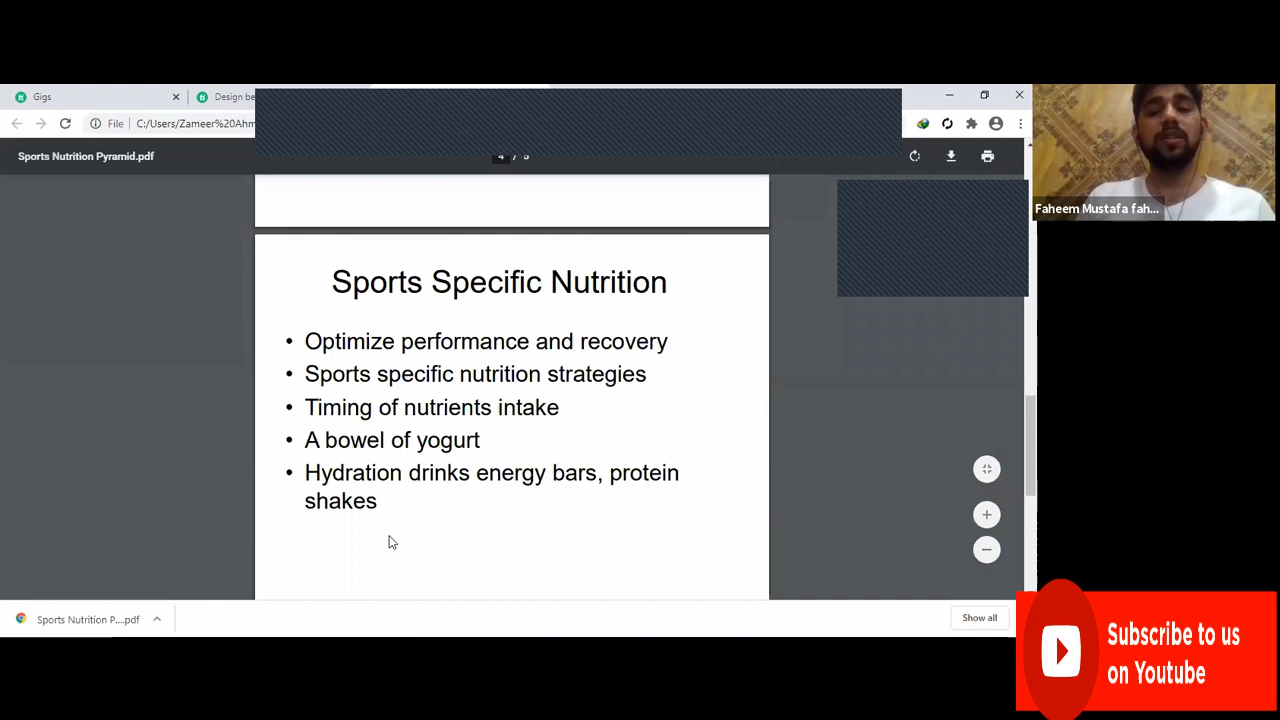 Gigs
Design be
File
C:/Users/Zameer%20Ahm
Sports Nutrition Pyramid.pdf
4 / 5
Faheem Mustafa fah...
Sports Specific Nutrition
• Optimize performance and recovery
• Sports specific nutrition strategies
• Timing of nutrients intake
• A bowel of yogurt
• Hydration drinks energy bars, protein
shakes
Sports Nutrition P....pdf
Show all
Subscribe to us
on Youtube